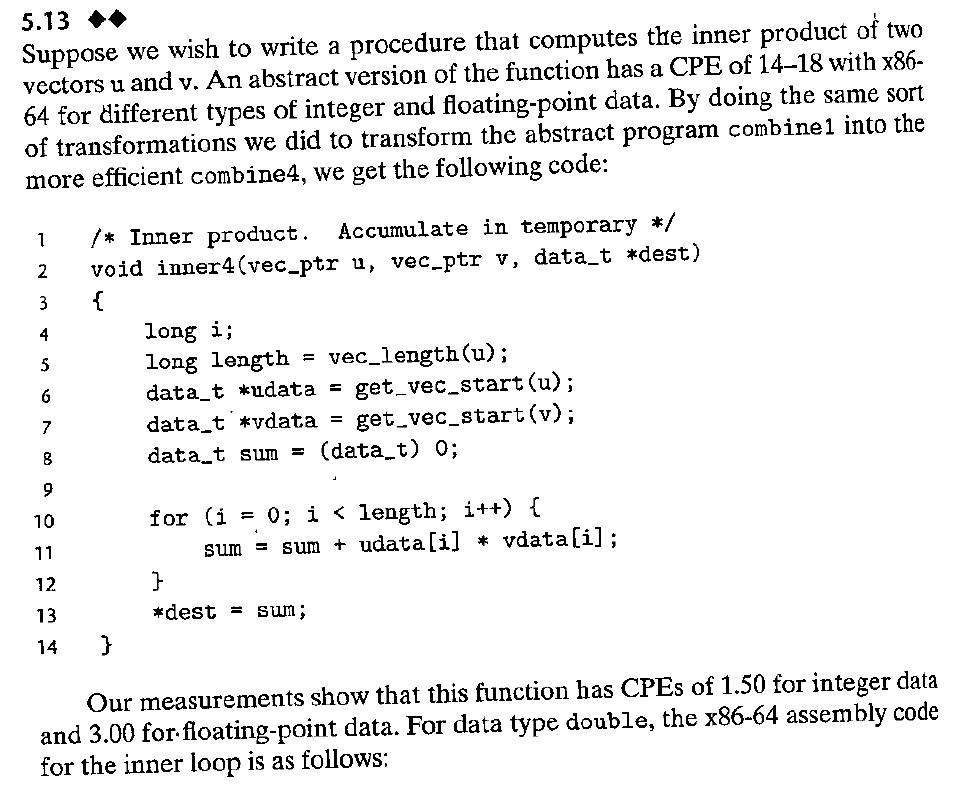 5.13 ◆◆
Suppose we wish to write a procedure that computes the inner product of two
vectors u and v. An abstract version of the function has a CPE of 14–18 with x86-
64 for different types of integer and floating-point data. By doing the same sort
of transformations we did to transform the abstract program combine1 into the
more efficient combine4, we get the following code:
1 /* Inner product. Accumulate in temporary */
2 void inner4(vec_ptr u, vec_ptr v, data_t *dest)
3 {
4 long i;
5 long length = vec_length(u);
6 data_t *udata = get_vec_start(u);
7 data_t *vdata = get_vec_start(v);
8 data_t sum = (data_t) 0;
9
10 for (i = 0; i < length; i++) {
11 sum = sum + udata[i] * vdata[i];
12 }
13 *dest = sum;
14 }
Our measurements show that this function has CPEs of 1.50 for integer data
and 3.00 for floating-point data. For data type double, the x86-64 assembly code
for the inner loop is as follows: